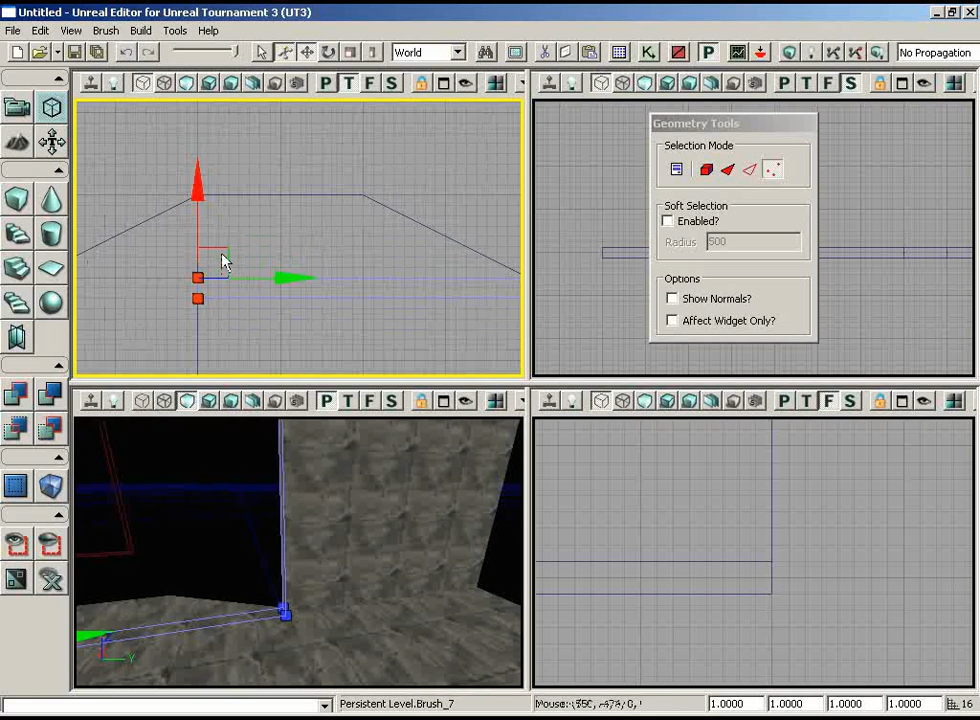 Untitled - Unreal Editor for Unreal Tournament 3 (UT3)
File Edit View Brush Build Tools Help
World
P
No Propagation
P T F S
P T F S
Geometry Tools
Selection Mode
Soft Selection
Enabled?
Radius 500
Options
Show Normals?
Affect Widget Only?
P T F S
P T F S
Y
Persistent Level.Brush_7
1.0000 1.0000 1.0000 1.0000 16